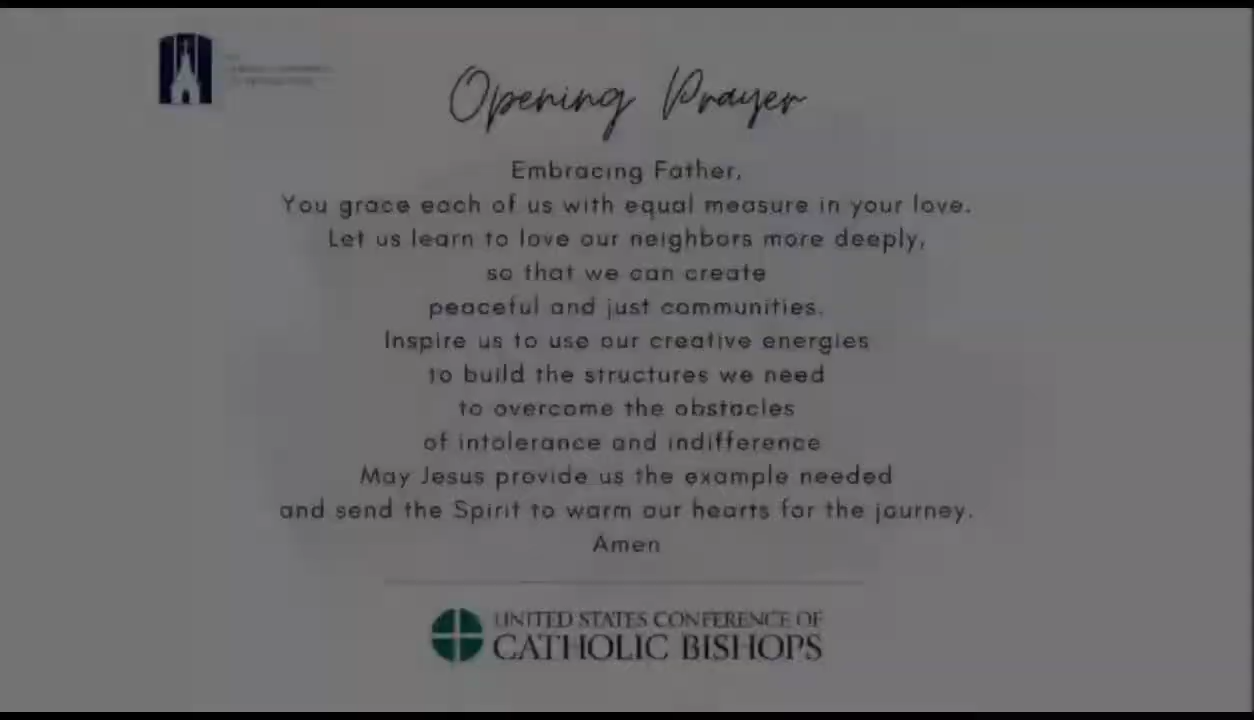 Opening Prayer
Embracing Father,
You grace each of us with equal measure in your love.
Let us learn to love our neighbors more deeply,
so that we can create
peaceful and just communities.
Inspire us to use our creative energies
to build the structures we need
to overcome the obstacles
of intolerance and indifference
May Jesus provide us the example needed
and send the Spirit to warm our hearts for the journey.
Amen
UNITED STATES CONFERENCE OF
CATHOLIC BISHOPS